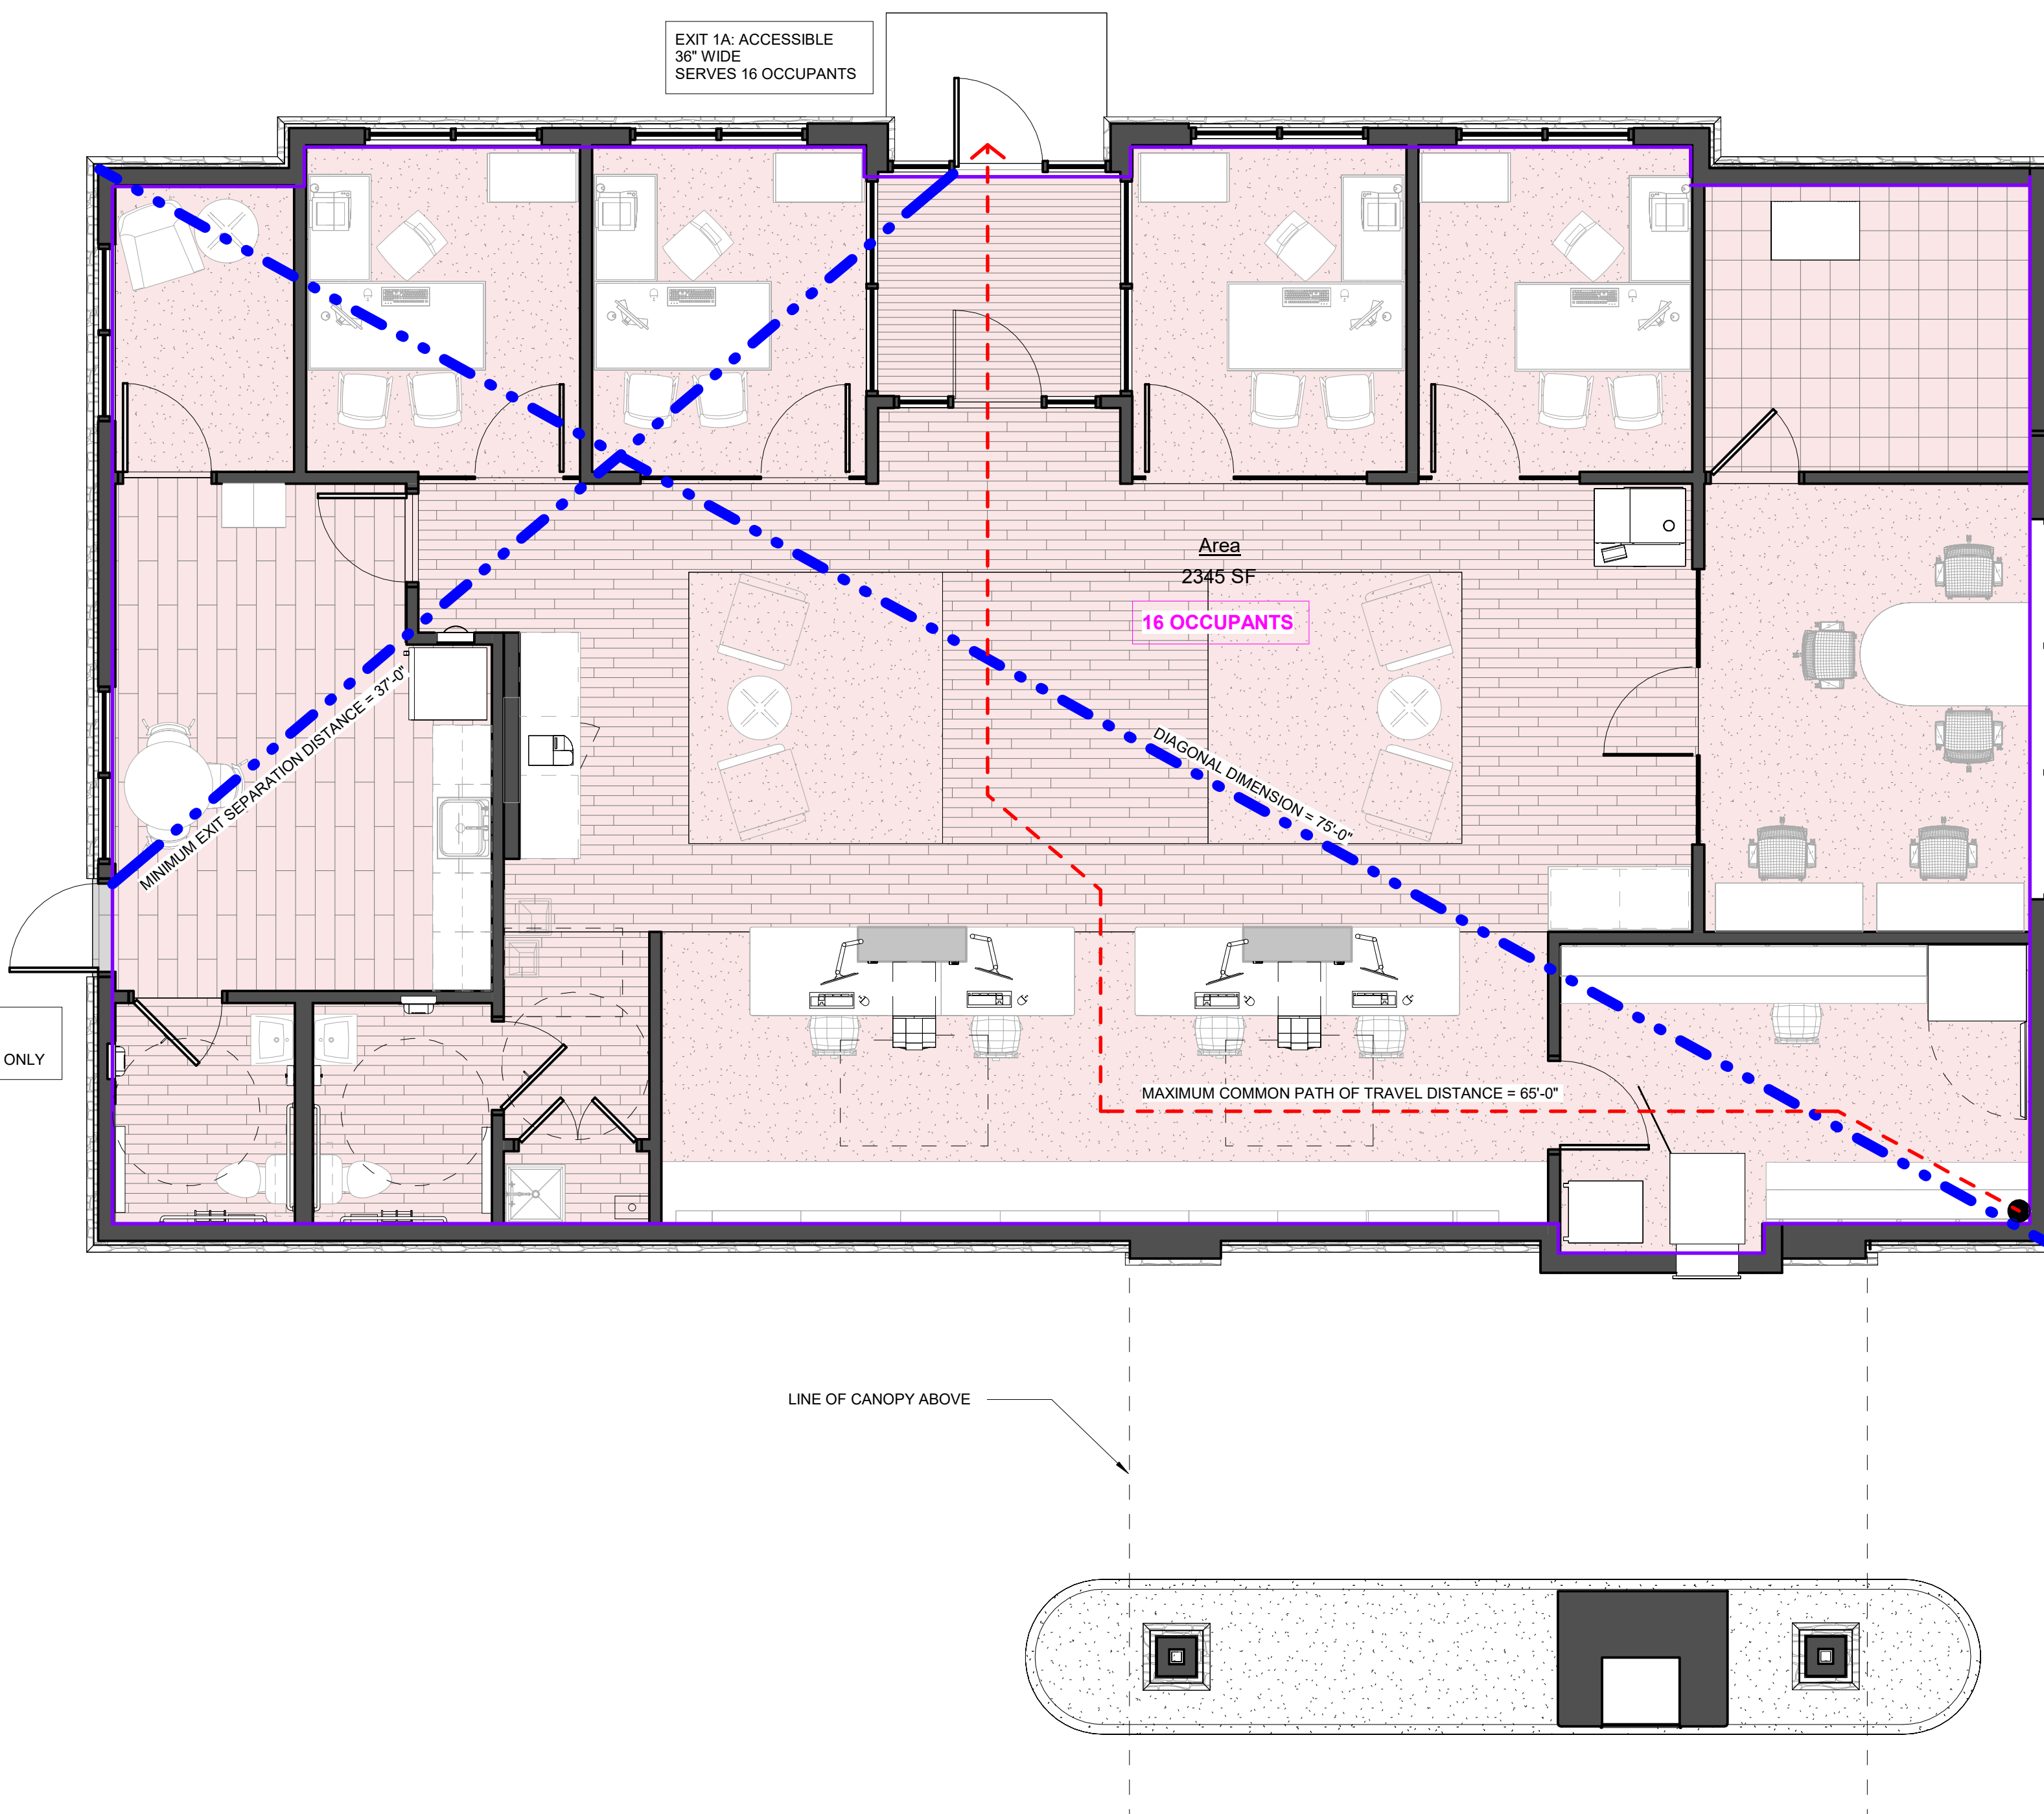 EXIT 1A: ACCESSIBLE
36" WIDE
SERVES 16 OCCUPANTS
Area
2345 SF
16 OCCUPANTS
MINIMUM EXIT SEPARATION DISTANCE = 37'-0"
DIAGONAL DIMENSION = 75'-0"
ONLY
MAXIMUM COMMON PATH OF TRAVEL DISTANCE = 65'-0"
LINE OF CANOPY ABOVE